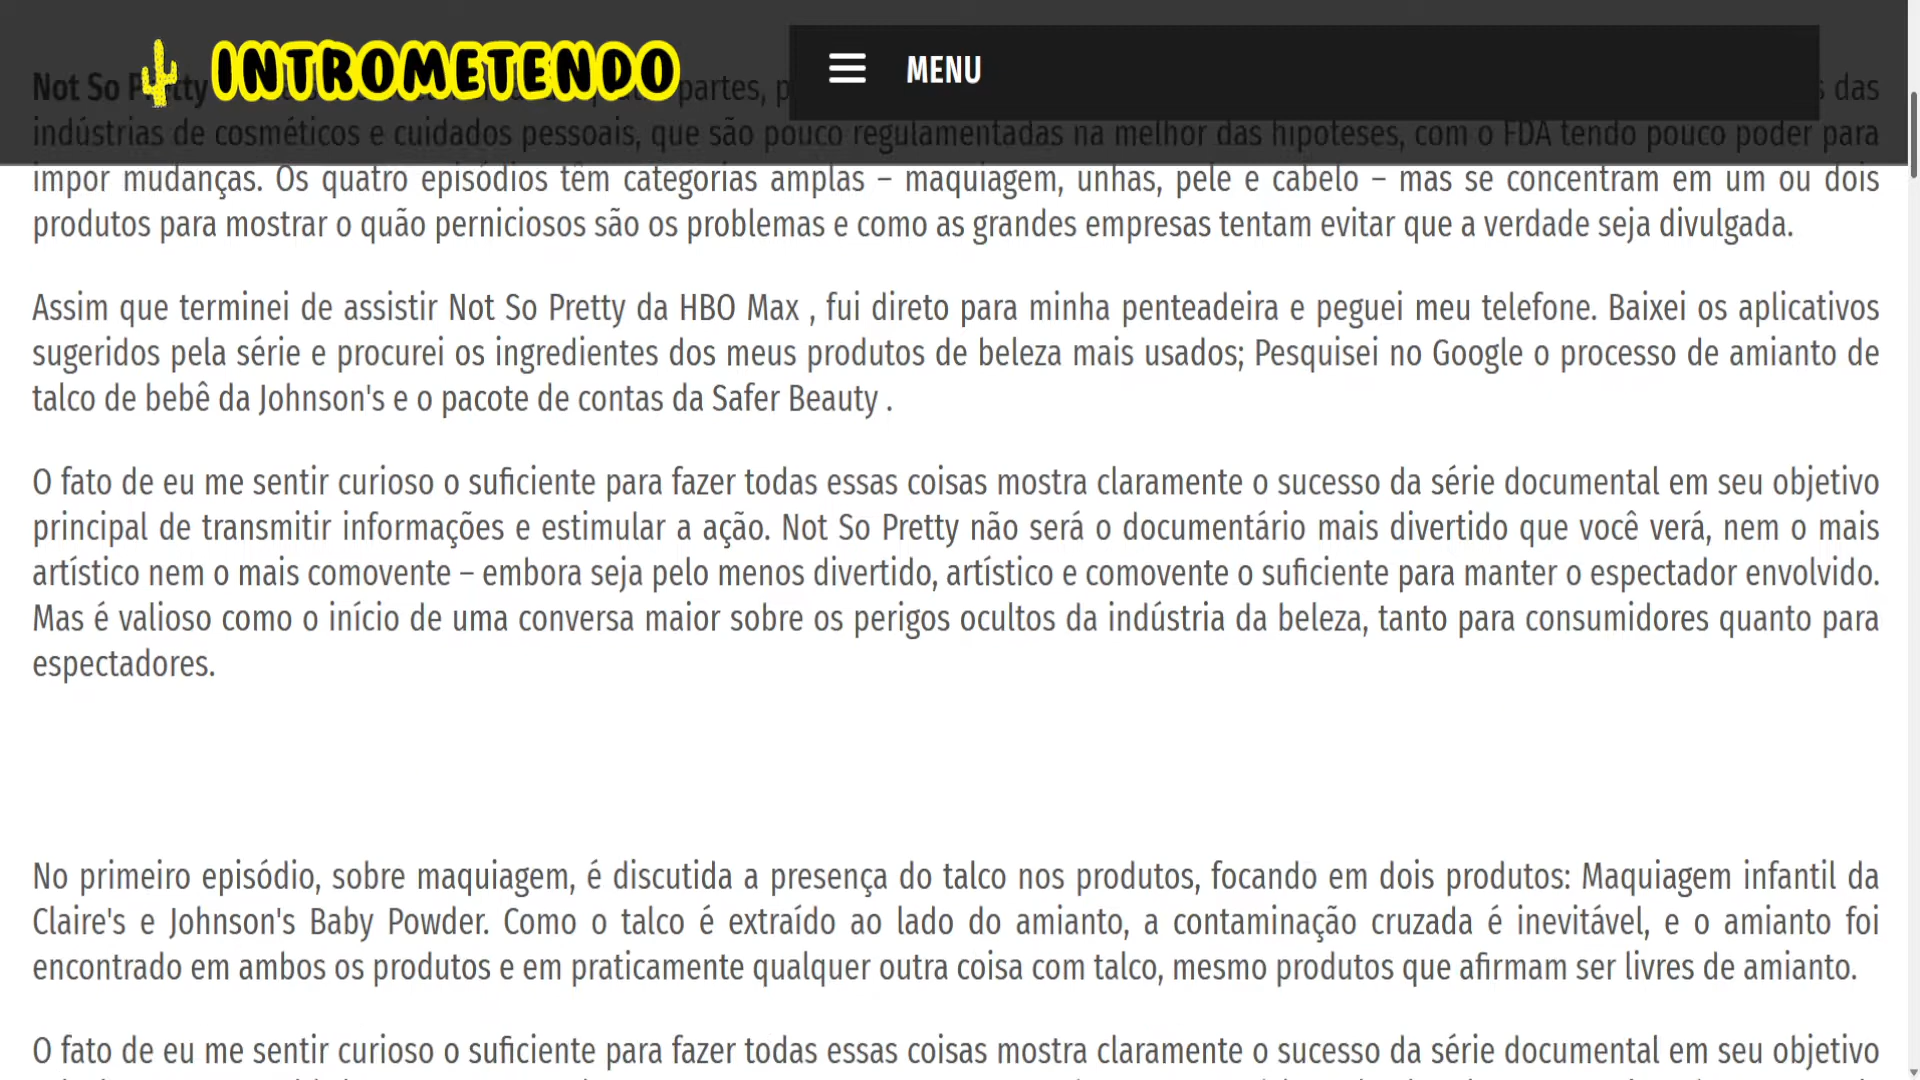 INTROMETENDO
MENU
Not So Pretty partes, p das
indústrias de cosméticos e cuidados pessoais, que são pouco regulamentadas na melhor das hipoteses, com o FDA tendo pouco poder para
impor mudanças. Os quatro episódios têm categorias amplas – maquiagem, unhas, pele e cabelo – mas se concentram em um ou dois
produtos para mostrar o quão perniciosos são os problemas e como as grandes empresas tentam evitar que a verdade seja divulgada.
Assim que terminei de assistir Not So Pretty da HBO Max , fui direto para minha penteadeira e peguei meu telefone. Baixei os aplicativos
sugeridos pela série e procurei os ingredientes dos meus produtos de beleza mais usados; Pesquisei no Google o processo de amianto de
talco de bebê da Johnson's e o pacote de contas da Safer Beauty .
O fato de eu me sentir curioso o suficiente para fazer todas essas coisas mostra claramente o sucesso da série documental em seu objetivo
principal de transmitir informações e estimular a ação. Not So Pretty não será o documentário mais divertido que você verá, nem o mais
artístico nem o mais comovente – embora seja pelo menos divertido, artístico e comovente o suficiente para manter o espectador envolvido.
Mas é valioso como o início de uma conversa maior sobre os perigos ocultos da indústria da beleza, tanto para consumidores quanto para
espectadores.
No primeiro episódio, sobre maquiagem, é discutida a presença do talco nos produtos, focando em dois produtos: Maquiagem infantil da
Claire's e Johnson's Baby Powder. Como o talco é extraído ao lado do amianto, a contaminação cruzada é inevitável, e o amianto foi
encontrado em ambos os produtos e em praticamente qualquer outra coisa com talco, mesmo produtos que afirmam ser livres de amianto.
O fato de eu me sentir curioso o suficiente para fazer todas essas coisas mostra claramente o sucesso da série documental em seu objetivo